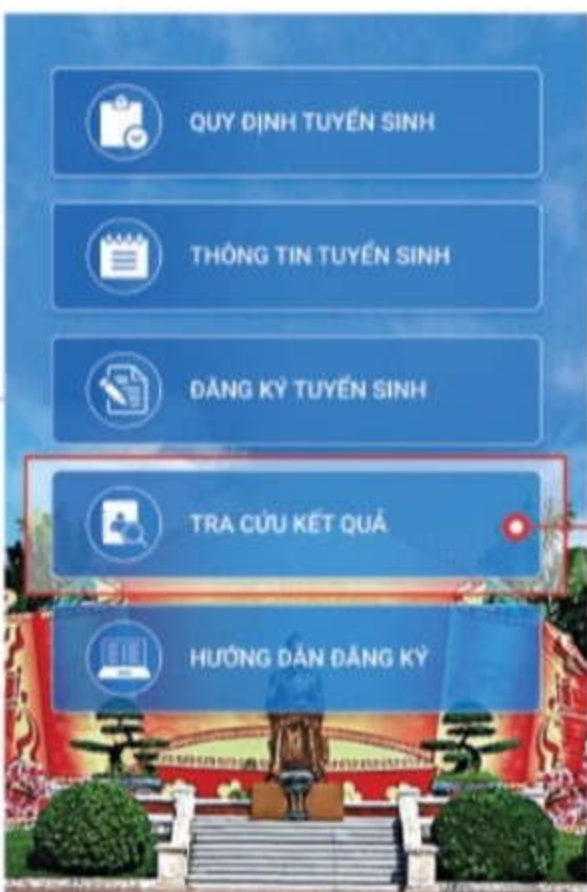 QUY ĐỊNH TUYỂN SINH
THÔNG TIN TUYỂN SINH
ĐĂNG KÝ TUYỂN SINH
TRA CỨU KẾT QUẢ
HƯỚNG DẪN ĐĂNG KÝ